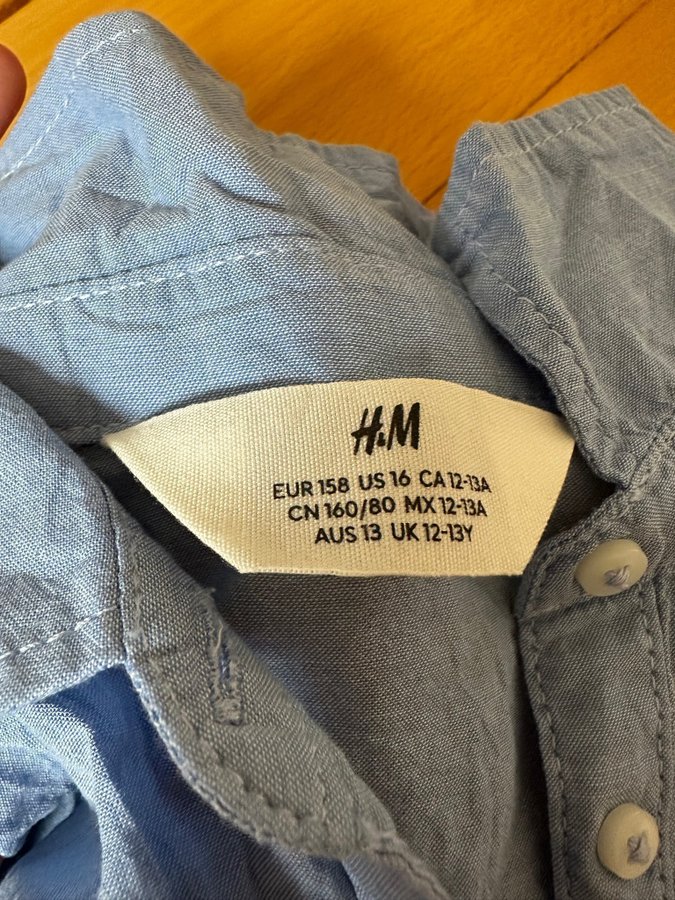 H&M
EUR 158 US 16 CA 12-13A
CN 160/80 MX 12-13A
AUS 13 UK 12-13Y